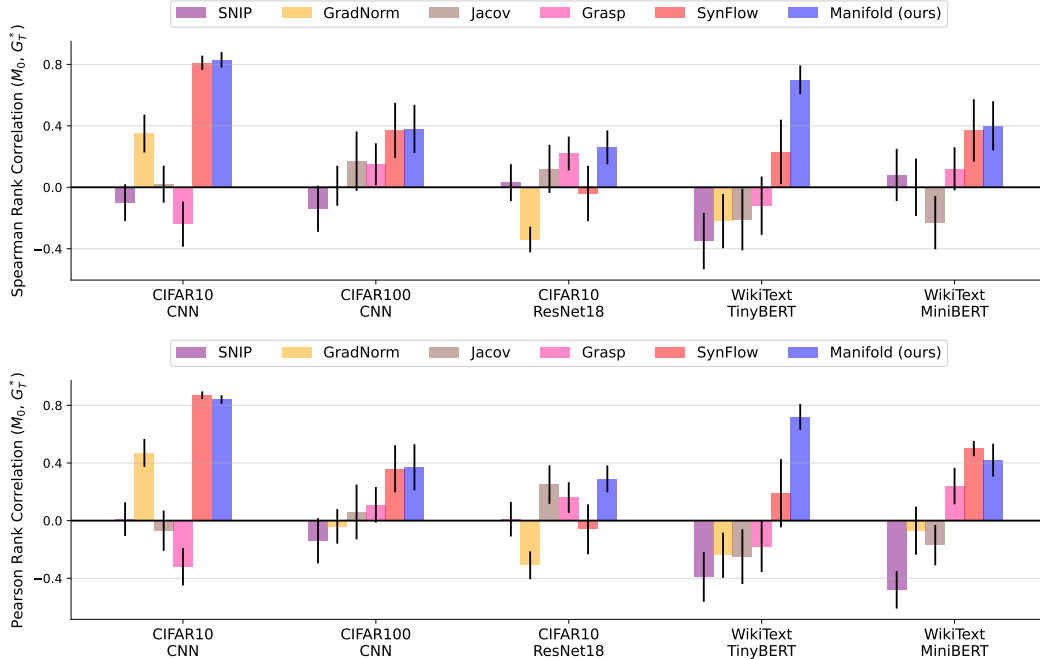 SNIP GradNorm Jacov Grasp SynFlow Manifold (ours)
Spearman Rank Correlation (M₀, G*_T)
0.8
0.4
0.0
−0.4
CIFAR10 CIFAR100 CIFAR10 WikiText WikiText
CNN CNN ResNet18 TinyBERT MiniBERT
SNIP GradNorm Jacov Grasp SynFlow Manifold (ours)
Pearson Rank Correlation (M₀, G*_T)
0.8
0.4
0.0
−0.4
CIFAR10 CIFAR100 CIFAR10 WikiText WikiText
CNN CNN ResNet18 TinyBERT MiniBERT